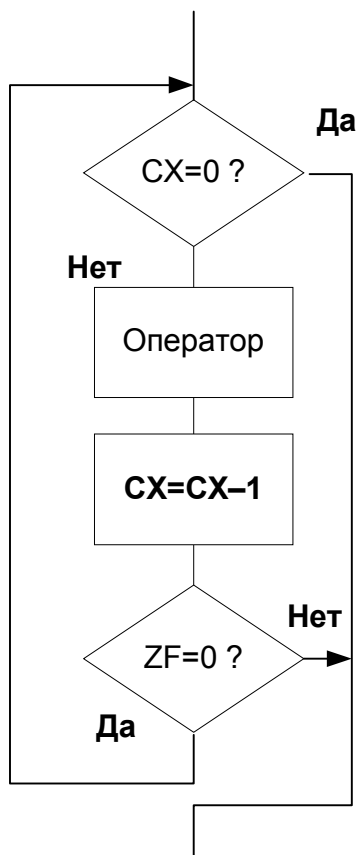 Да
CX=0 ?
Нет
Оператор
CX=CX–1
Нет
ZF=0 ?
Да